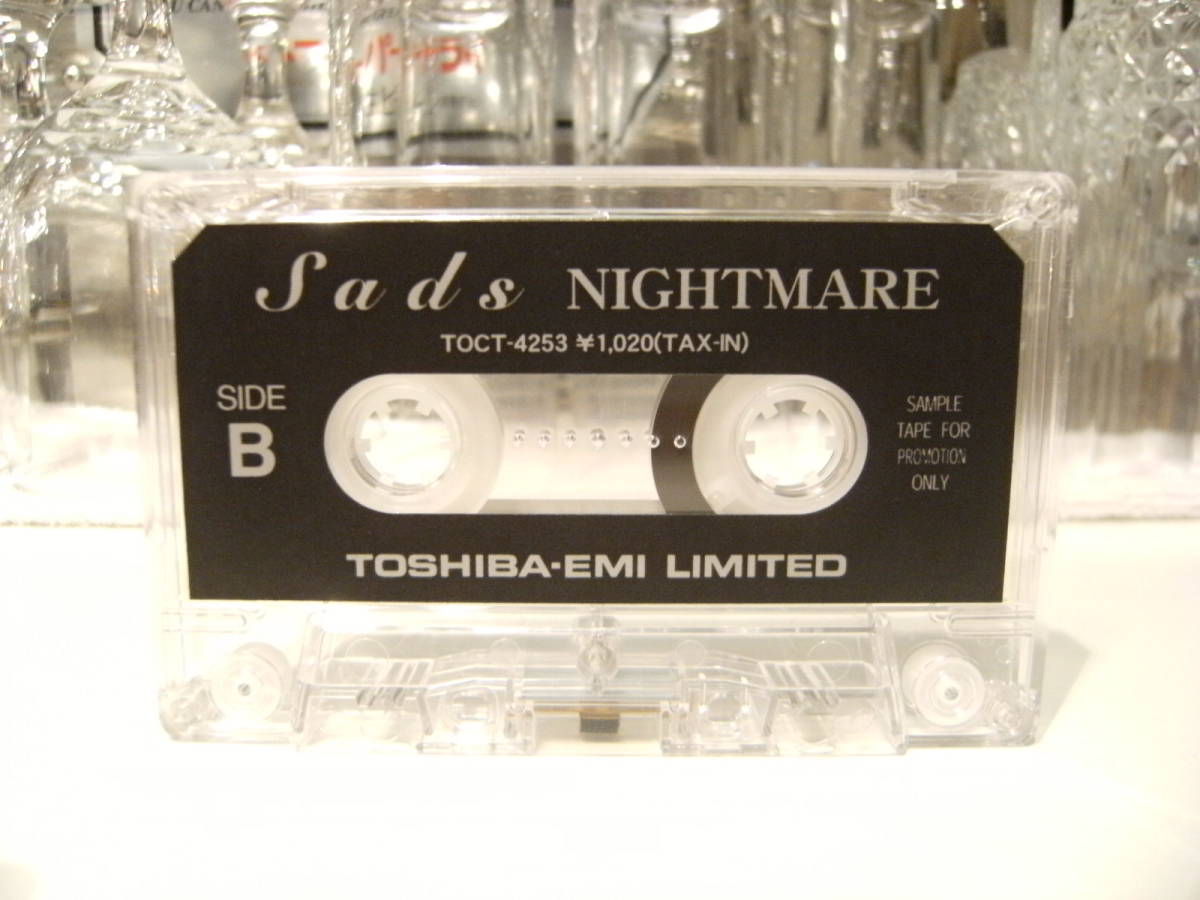 Sads NIGHTMARE
TOCT-4253 ¥1,020(TAX-IN)
SIDE
B
SAMPLE
TAPE FOR
PROMOTION
ONLY
TOSHIBA-EMI LIMITED